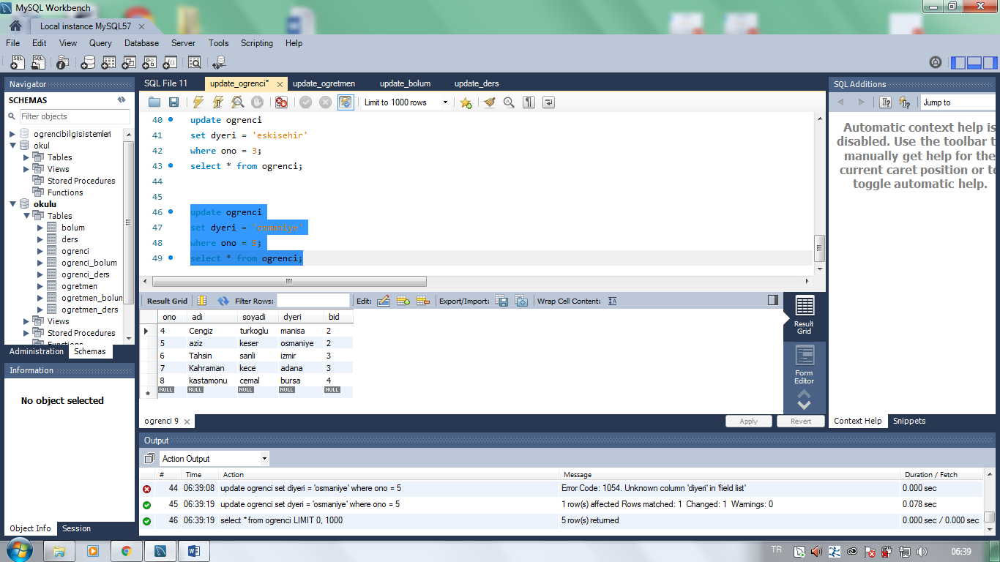 MySQL Workbench
Local instance MySQL57
File Edit View Query Database Server Tools Scripting Help
Navigator
SCHEMAS
Filter objects
ogrencibilgisistemleri
okul
Tables
Views
Stored Procedures
Functions
okulu
Tables
bolum
ders
ogrenci
ogrenci_bolum
ogrenci_ders
ogretmen
ogretmen_bolun
ogretmen_ders
Views
Stored Procedures
Administration Schemas
Information
No object selected
Object Info Session
SQL File 11 update_ogrenci* update_ogretmen update_bolum update_ders
Limit to 1000 rows
40 update ogrenci
41 set dyeri = 'eskisehir'
42 where ono = 3;
43 select * from ogrenci;
44
45
46 update ogrenci
47 set dyeri = 'osmaniye'
48 where ono = 5;
49 select * from ogrenci;
Result Grid Filter Rows: Edit: Export/Import: Wrap Cell Content:
ono adi soyadi dyeri bid
4 Cengiz turkoglu manisa 2
5 aziz keser osmaniye 2
6 Tahsin sanli izmir 3
7 Kahraman kece adana 3
8 kastamonu cemal bursa 4
NULL NULL NULL NULL NULL
Result
Grid
Form
Editor
ogrenci 9
Apply Revert
Output
Action Output
# Time Action Message Duration / Fetch
44 06:39:08 update ogrenci set diyeri = 'osmaniye' where ono = 5 Error Code: 1054. Unknown column 'diyeri' in 'field list' 0.000 sec
45 06:39:19 update ogrenci set dyeri = 'osmaniye' where ono = 5 1 row(s) affected Rows matched: 1 Changed: 1 Warnings: 0 0.078 sec
46 06:39:19 select * from ogrenci LIMIT 0, 1000 5 row(s) returned 0.000 sec / 0.000 sec
SQL Additions
Jump to
Automatic context help is
disabled. Use the toolbar t
manually get help for the
current caret position or to
toggle automatic help.
Context Help Snippets
TR 06:39